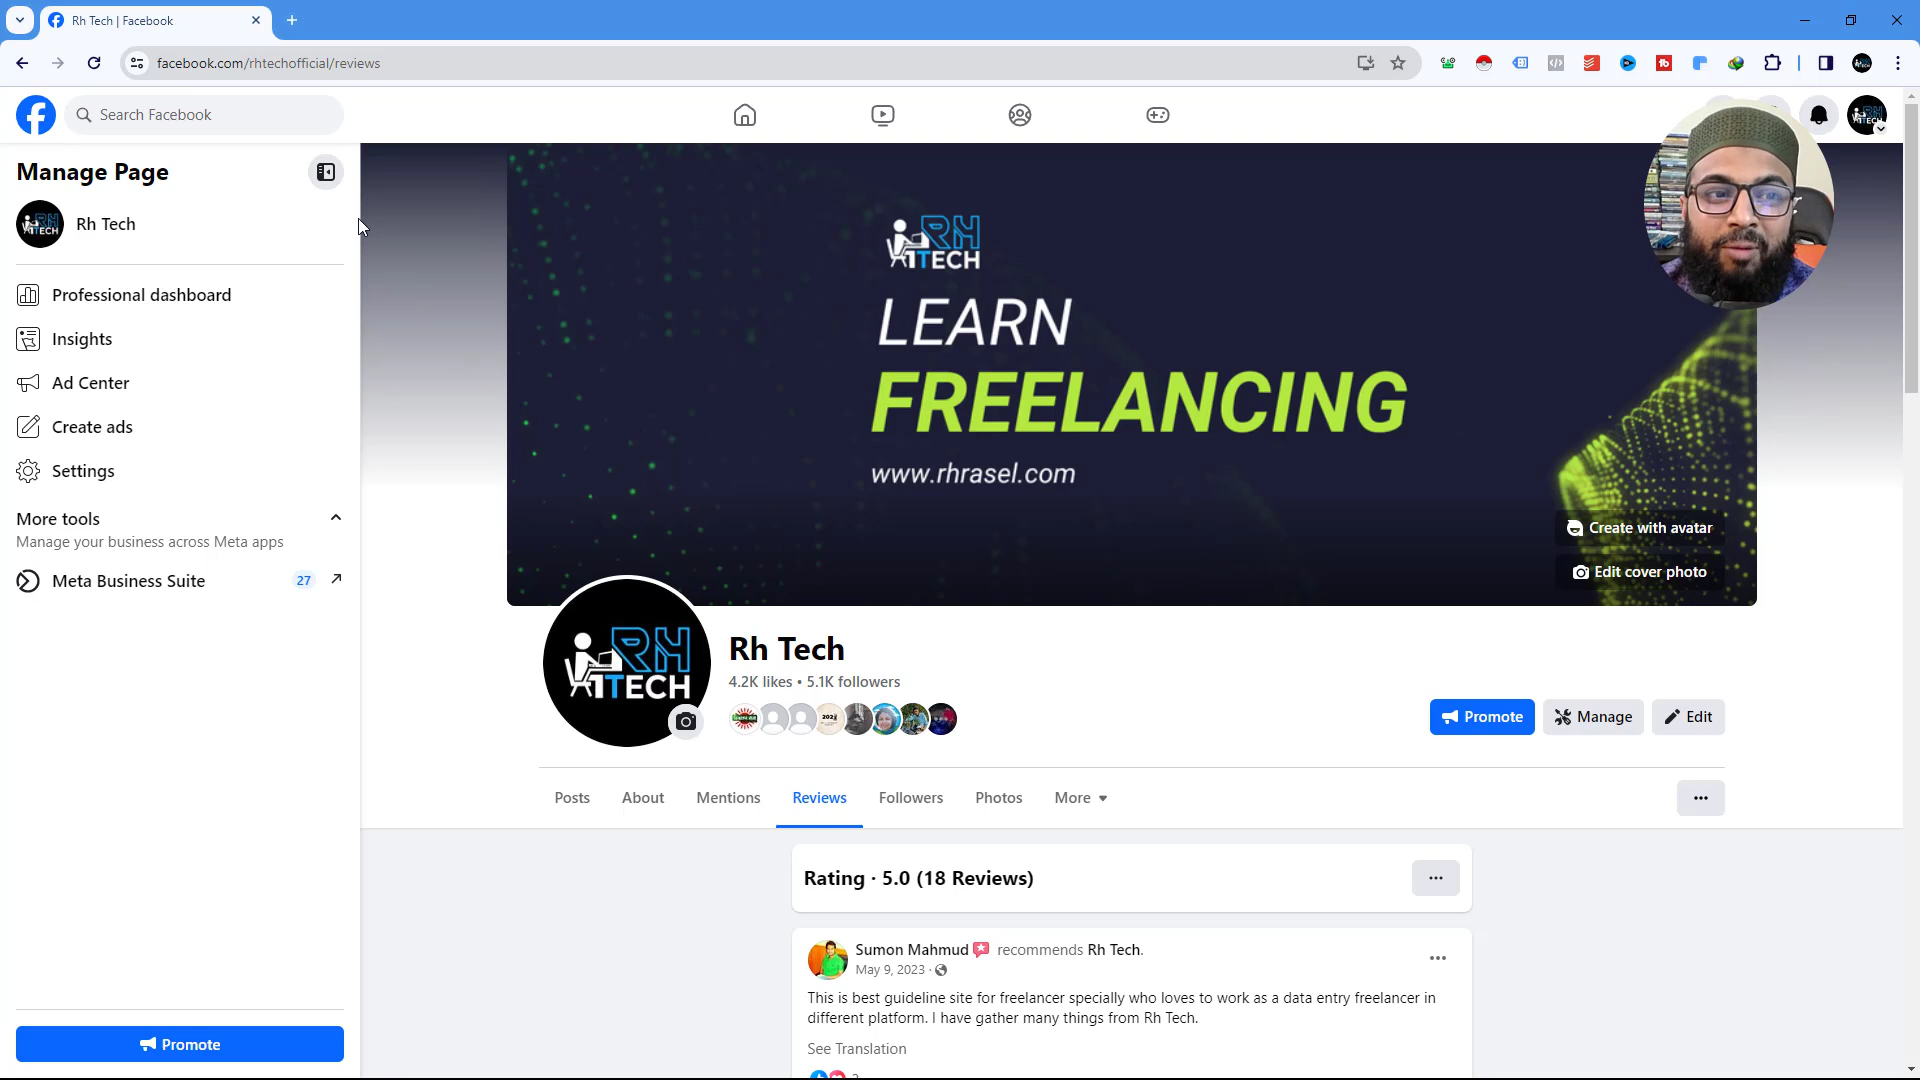 Rh Tech | Facebook
facebook.com/rhtechofficial/reviews
Search Facebook
Manage Page
Rh Tech
Professional dashboard
Insights
Ad Center
Create ads
Settings
More tools
Manage your business across Meta apps
Meta Business Suite 27
Promote
RH TECH
LEARN
FREELANCING
www.rhrasel.com
Create with avatar
Edit cover photo
RH TECH
Rh Tech
4.2K likes • 5.1K followers
Promote Manage Edit
Posts About Mentions Reviews Followers Photos More
Rating · 5.0 (18 Reviews)
Sumon Mahmud recommends Rh Tech.
May 9, 2023 ·
This is best guideline site for freelancer specially who loves to work as a data entry freelancer in
different platform. I have gather many things from Rh Tech.
See Translation